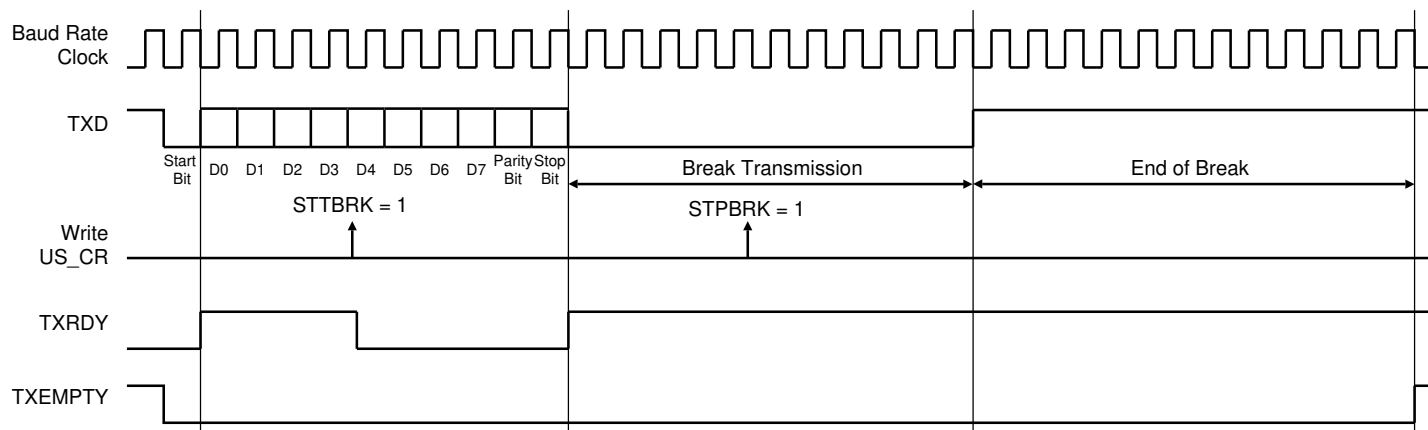 Baud Rate
Clock
TXD
Start
Bit
D0 D1 D2 D3 D4 D5 D6 D7
Parity
Bit
Stop
Bit
Break Transmission
End of Break
STTBRK = 1
STPBRK = 1
Write
US_CR
TXRDY
TXEMPTY